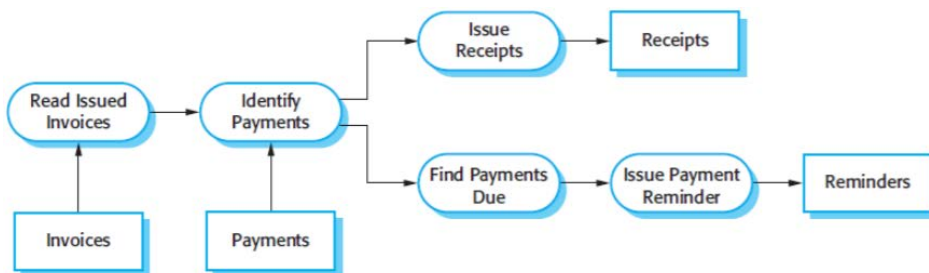 Issue
Receipts
Receipts
Read Issued
Invoices
Identify
Payments
Find Payments
Due
Issue Payment
Reminder
Reminders
Invoices
Payments